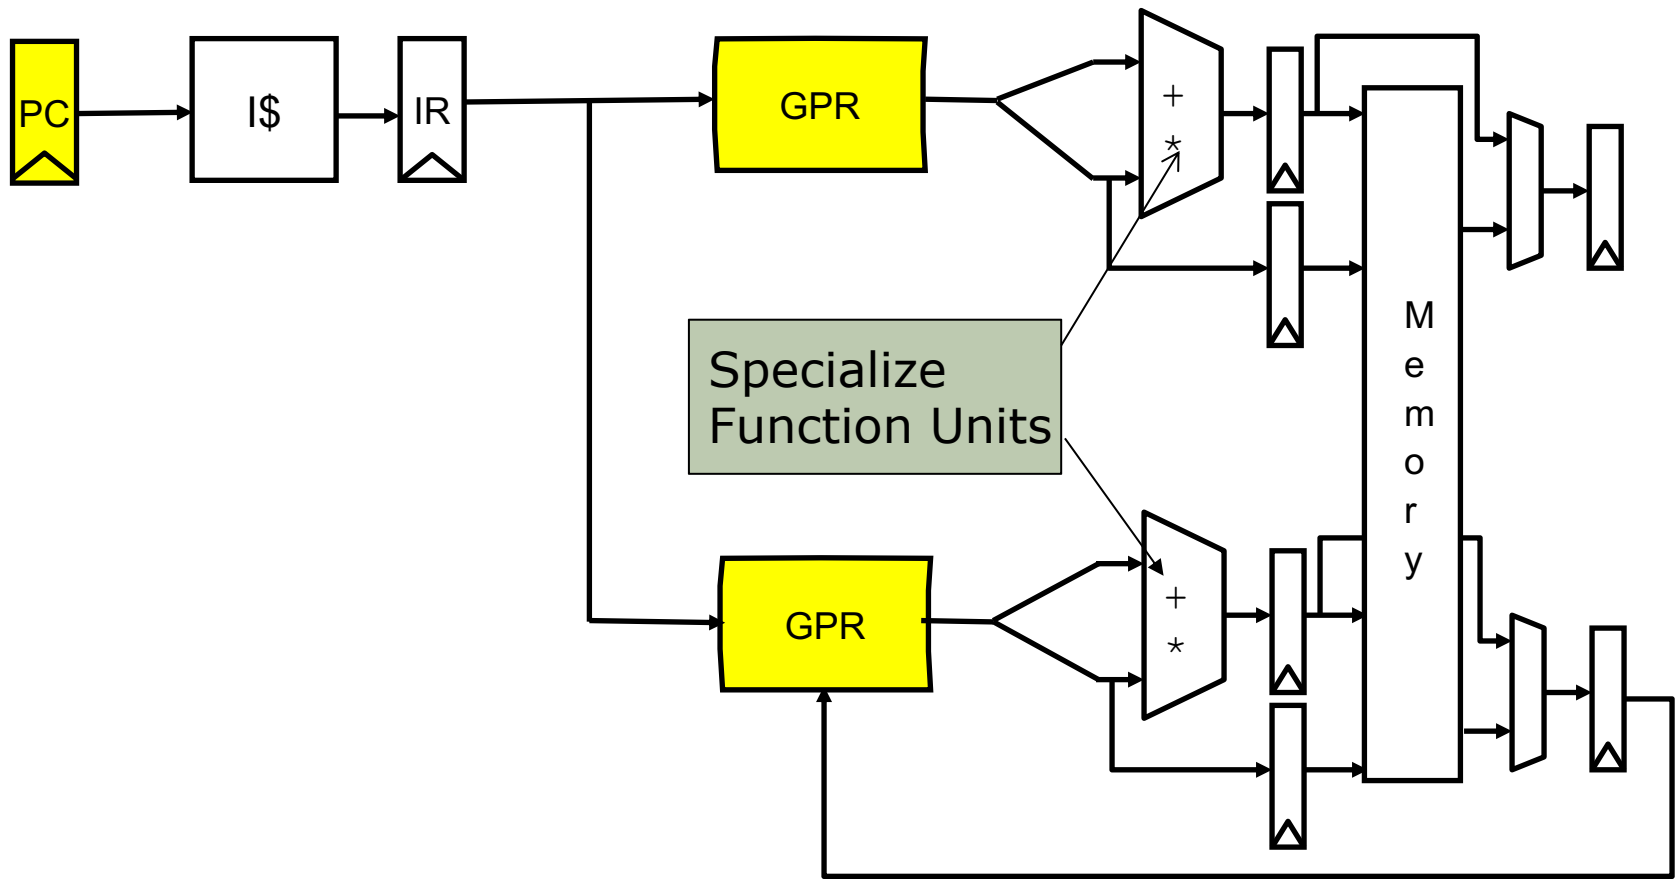 PC
I$
IR
GPR
+
*
Specialize
Function Units
M
e
m
o
r
y
GPR
+
*